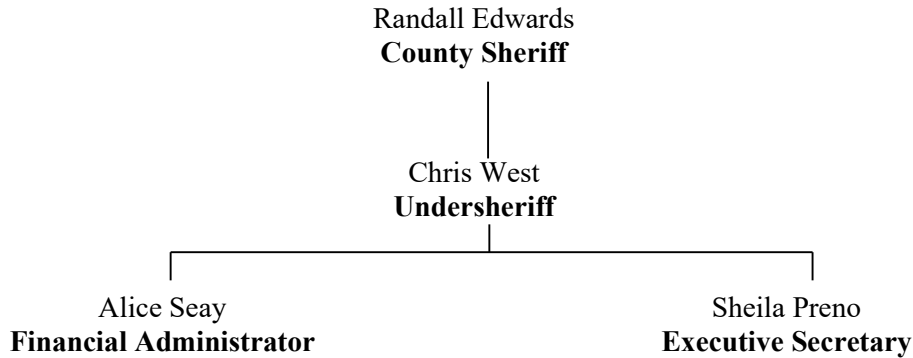 Randall Edwards
County Sheriff
Chris West
Undersheriff
Alice Seay
Financial Administrator
Sheila Preno
Executive Secretary